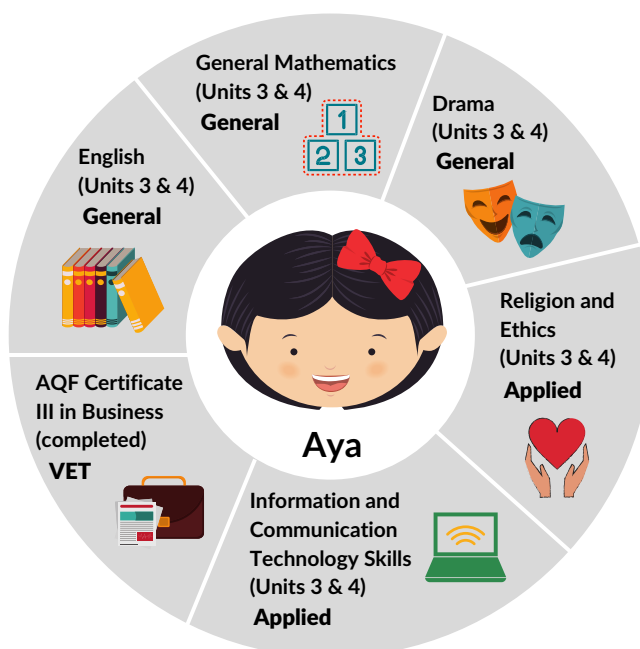 General Mathematics
(Units 3 & 4)
General
1
2 3
Drama
(Units 3 & 4)
General
Religion and
Ethics
(Units 3 & 4)
Applied
Information and
Communication
Technology Skills
(Units 3 & 4)
Applied
AQF Certificate
III in Business
(completed)
VET
English
(Units 3 & 4)
General
Aya